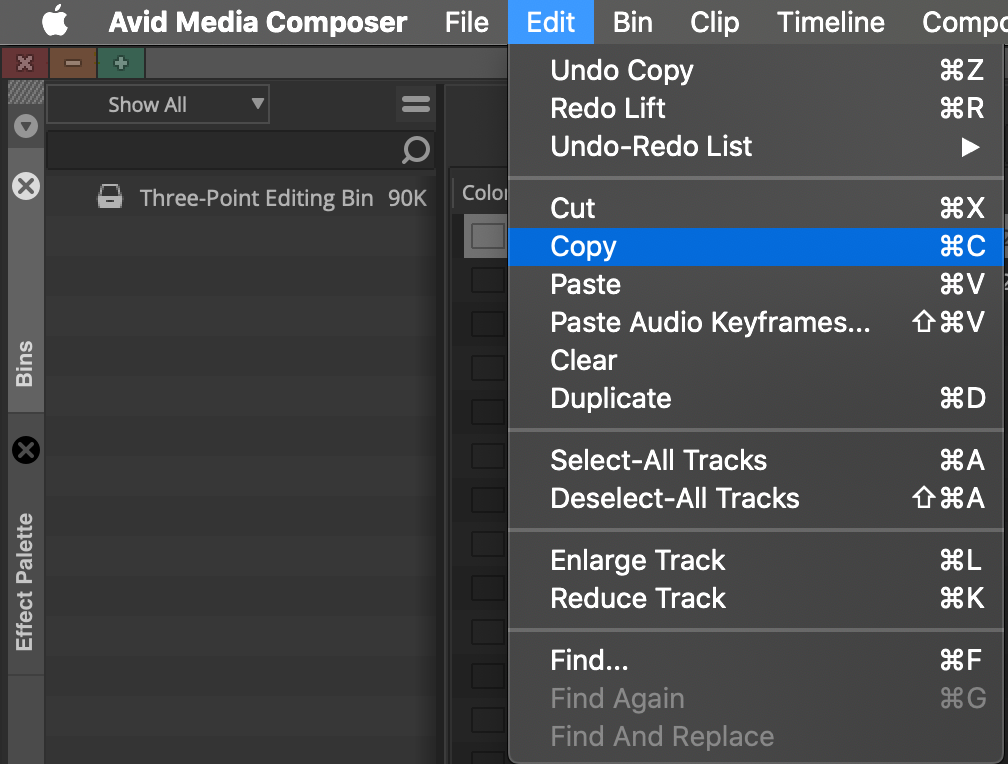 Avid Media Composer File Edit Bin Clip Timeline Compo
Show All
Three-Point Editing Bin 90K
Bins
Effect Palette
Color
Undo Copy ⌘Z
Redo Lift ⌘R
Undo-Redo List ▶
Cut ⌘X
Copy ⌘C
Paste ⌘V
Paste Audio Keyframes... ⇧⌘V
Clear
Duplicate ⌘D
Select-All Tracks ⌘A
Deselect-All Tracks ⇧⌘A
Enlarge Track ⌘L
Reduce Track ⌘K
Find... ⌘F
Find Again ⌘G
Find And Replace